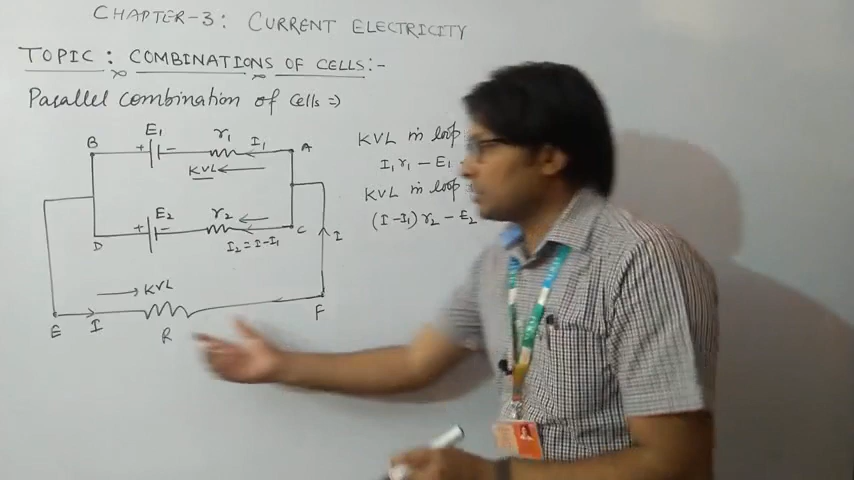 CHAPTER-3: CURRENT ELECTRICITY
TOPIC: COMBINATIONS OF CELLS:-
Parallel Combination of Cells ⇒
B + E₁ - r₁ I₁ A
KVL
D + E₂ - r₂ I₂ = I-I₁ C
I
KVL
E I R F
KVL in loop
I₁r₁ - E₁
KVL in loop
(I-I₁)r₂ - E₂